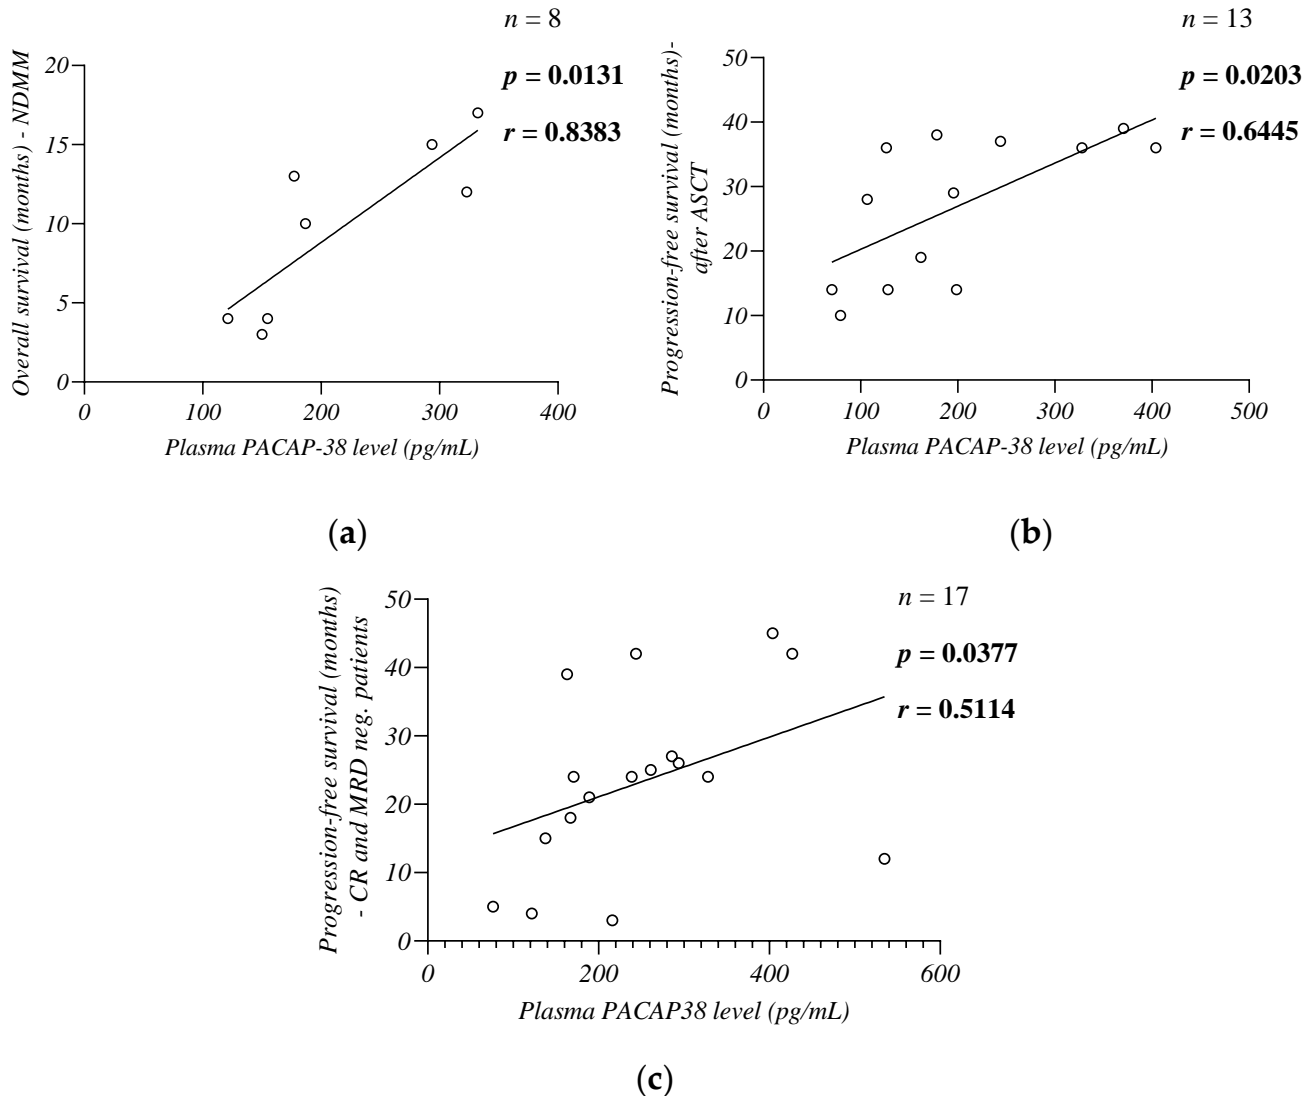 n = 8
p = 0.0131
r = 0.8383
Overall survival (months) - NDMM
20
15
10
5
0
0 100 200 300 400
Plasma PACAP-38 level (pg/mL)
(a)
n = 13
p = 0.0203
r = 0.6445
Progression-free survival (months)-
after ASCT
50
40
30
20
10
0
0 100 200 300 400 500
Plasma PACAP-38 level (pg/mL)
(b)
n = 17
p = 0.0377
r = 0.5114
Progression-free survival (months)
- CR and MRD neg. patients
50
40
30
20
10
0
0 200 400 600
Plasma PACAP38 level (pg/mL)
(c)